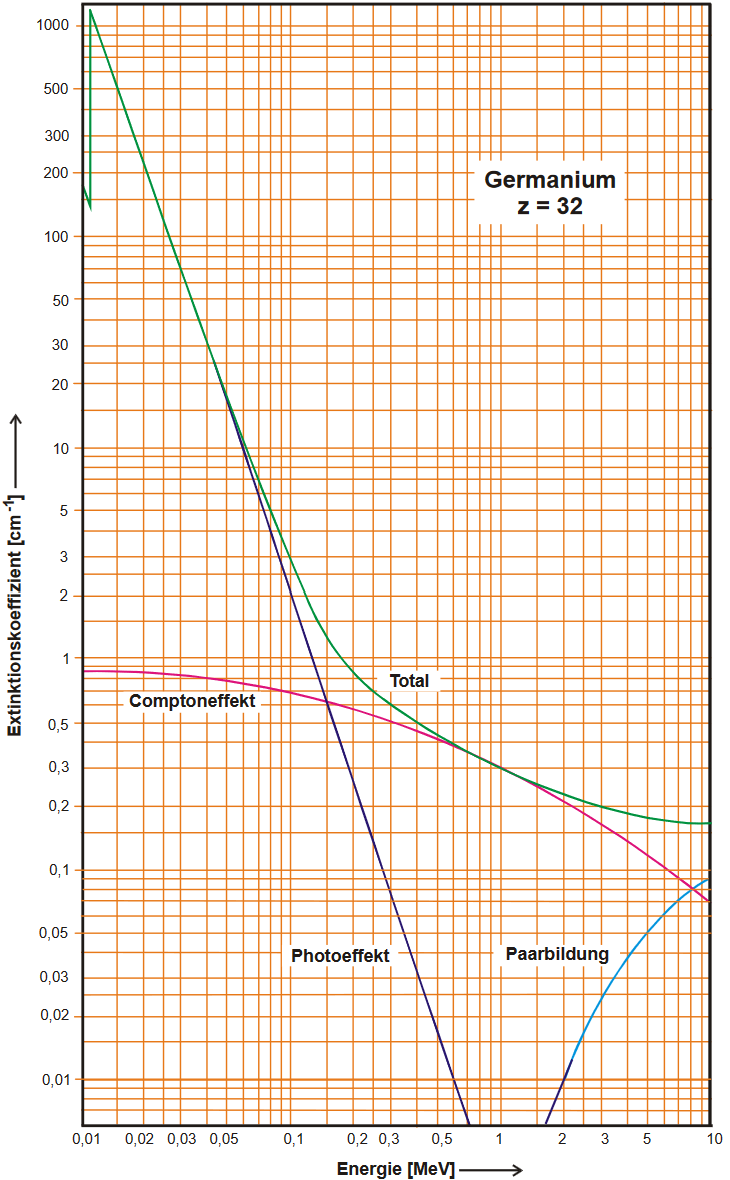 1000
500
300
200
100
50
30
20
10
5
3
2
1
0,5
0,3
0,2
0,1
0,05
0,03
0,02
0,01
Extinktionskoeffizient [cm⁻¹]
Germanium
z = 32
Total
Comptoneffekt
Photoeffekt
Paarbildung
0,01 0,02 0,03 0,05 0,1 0,2 0,3 0,5 1 2 3 5 10
Energie [MeV]